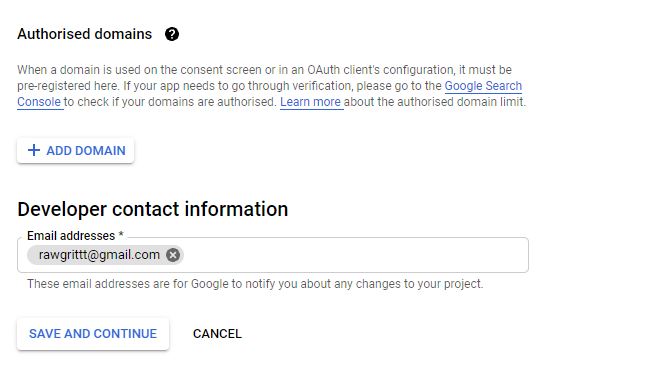 Authorised domains ?
When a domain is used on the consent screen or in an OAuth client's configuration, it must be
pre-registered here. If your app needs to go through verification, please go to the Google Search
Console to check if your domains are authorised. Learn more about the authorised domain limit.
+ ADD DOMAIN
Developer contact information
Email addresses *
rawgrittt@gmail.com
These email addresses are for Google to notify you about any changes to your project.
SAVE AND CONTINUE CANCEL